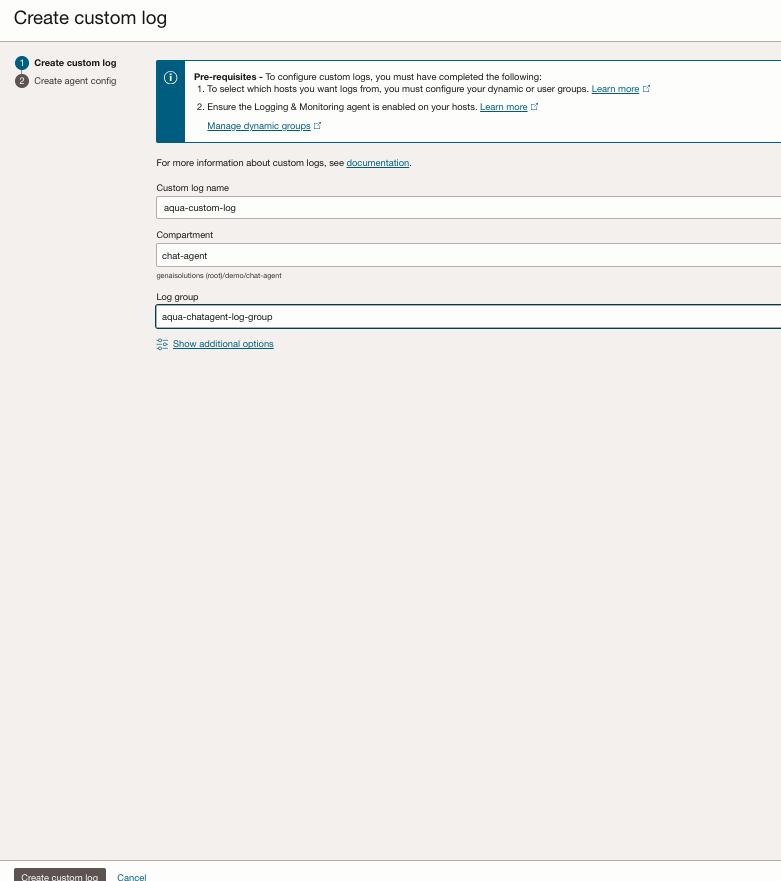 Create custom log
1 Create custom log
2 Create agent config
Pre-requisites - To configure custom logs, you must have completed the following:
1. To select which hosts you want logs from, you must configure your dynamic or user groups. Learn more
2. Ensure the Logging & Monitoring agent is enabled on your hosts. Learn more
Manage dynamic groups
For more information about custom logs, see documentation.
Custom log name
aqua-custom-log
Compartment
chat-agent
genaisolutions (root)/demo/chat-agent
Log group
aqua-chatagent-log-group
Show additional options
Create custom log Cancel